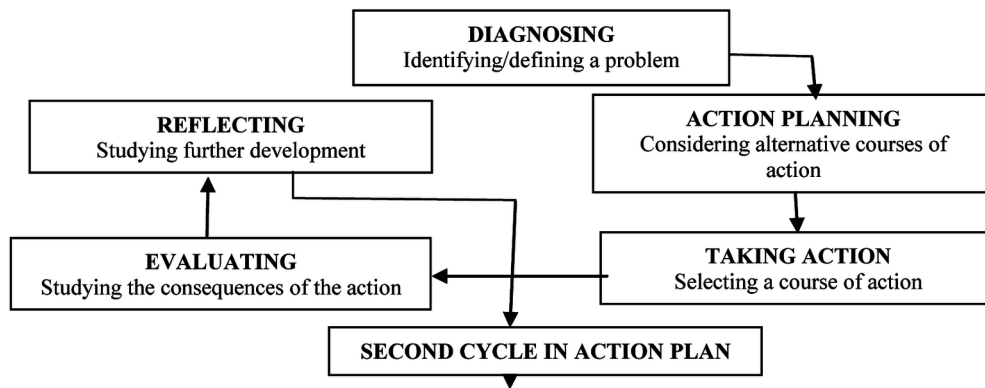 DIAGNOSING
Identifying/defining a problem
ACTION PLANNING
Considering alternative courses of
action
TAKING ACTION
Selecting a course of action
EVALUATING
Studying the consequences of the action
REFLECTING
Studying further development
SECOND CYCLE IN ACTION PLAN